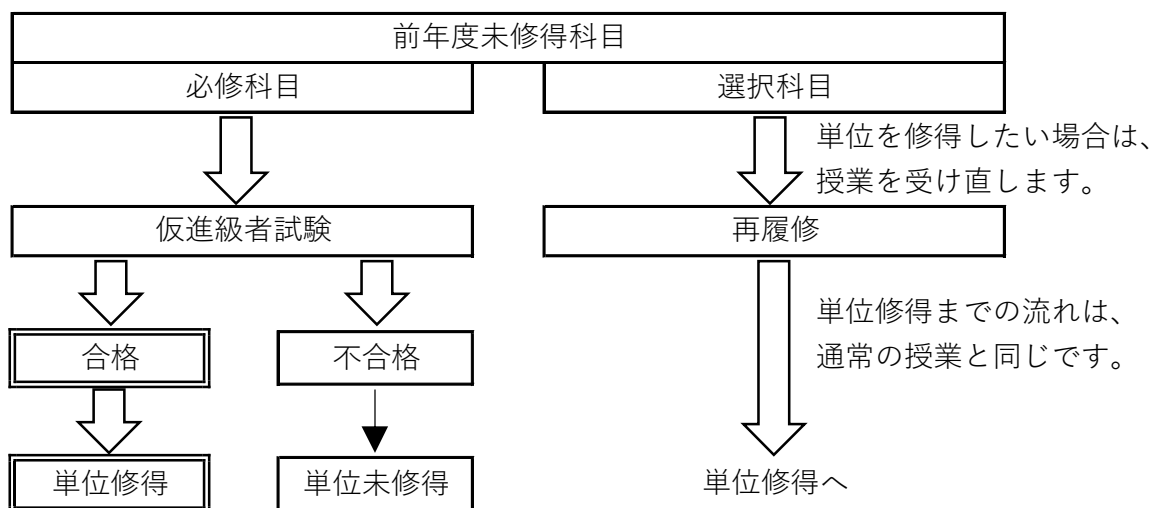 前年度未修得科目
必修科目
選択科目
単位を修得したい場合は、
授業を受け直します。
仮進級者試験
再履修
単位修得までの流れは、
通常の授業と同じです。
合格
不合格
単位修得
単位未修得
単位修得へ